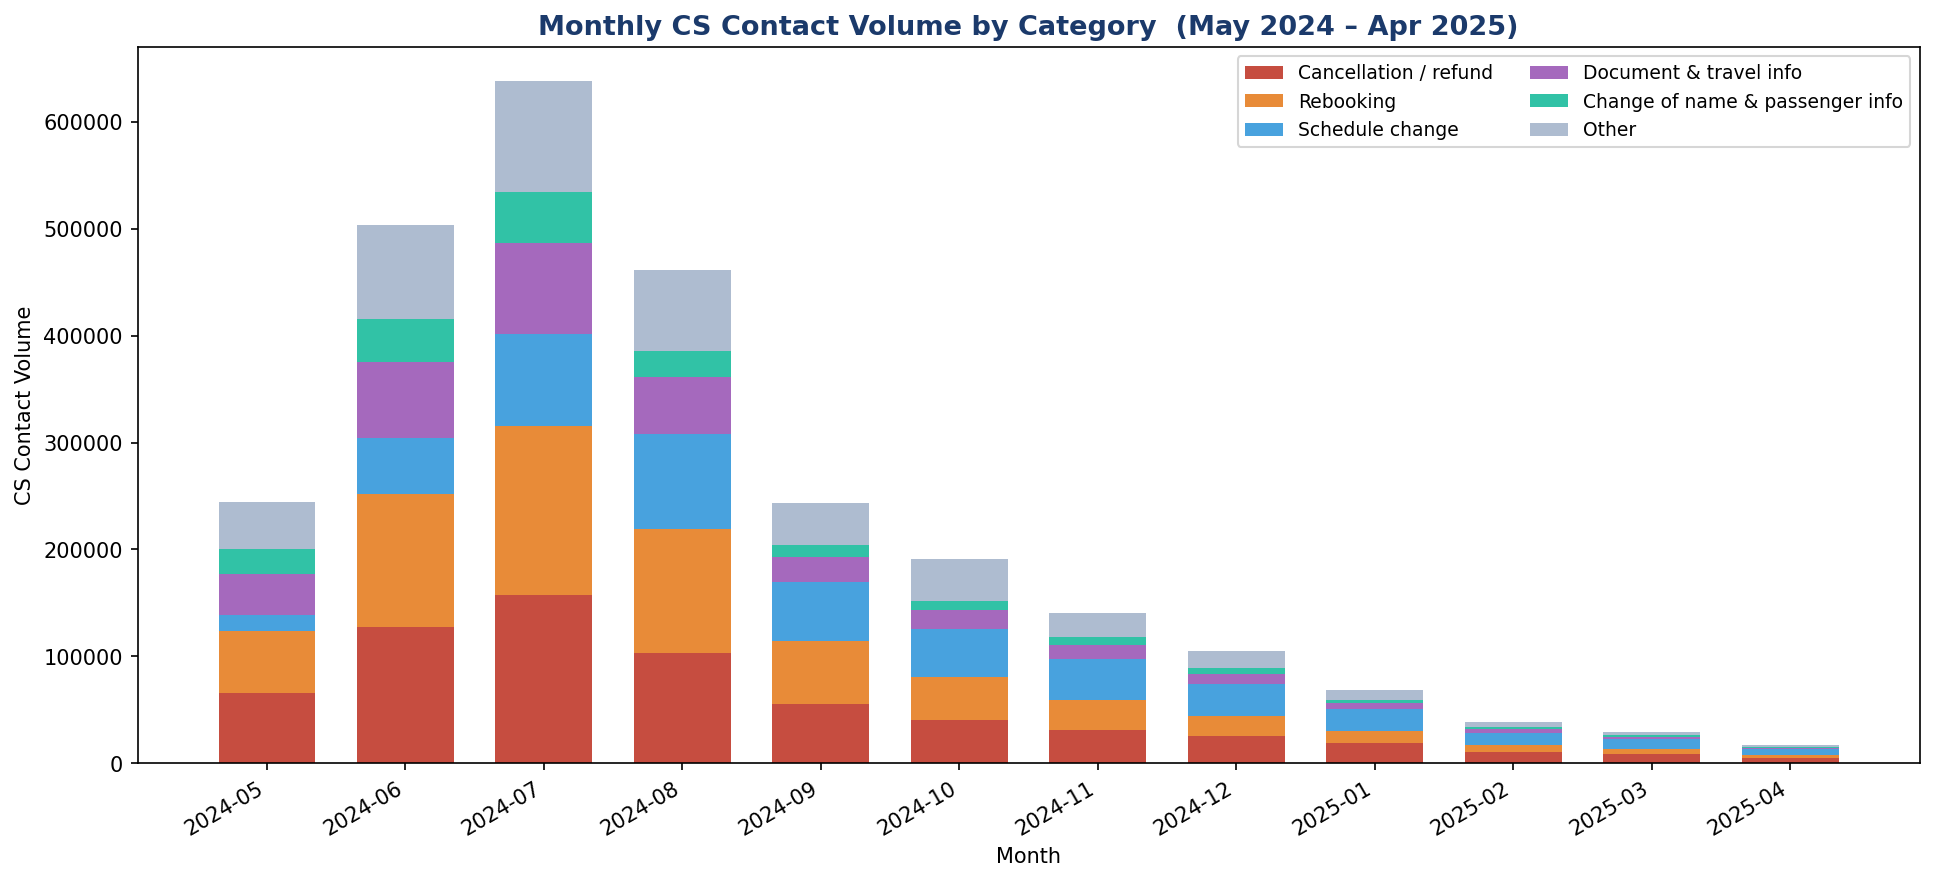 Monthly CS Contact Volume by Category  (May 2024 – Apr 2025)
Cancellation / refund
Rebooking
Schedule change
Document & travel info
Change of name & passenger info
Other
CS Contact Volume
600000
500000
400000
300000
200000
100000
0
2024-05
2024-06
2024-07
2024-08
2024-09
2024-10
2024-11
2024-12
2025-01
2025-02
2025-03
2025-04
Month